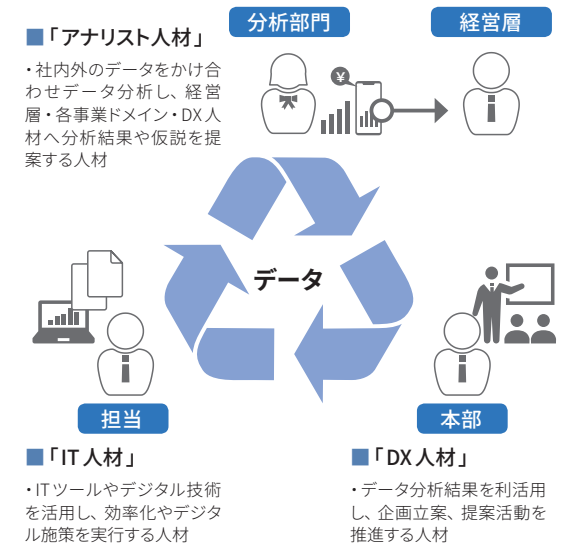 ■「アナリスト人材」
分析部門
経営層
・社内外のデータをかけ合
わせデータ分析し、経営
層・各事業ドメイン・DX人
材へ分析結果や仮説を提
案する人材
¥
データ
担当
本部
■「IT人材」
・ITツールやデジタル技術
を活用し、効率化やデジタ
ル施策を実行する人材
■「DX人材」
・データ分析結果を利活用
し、企画立案、提案活動を
推進する人材